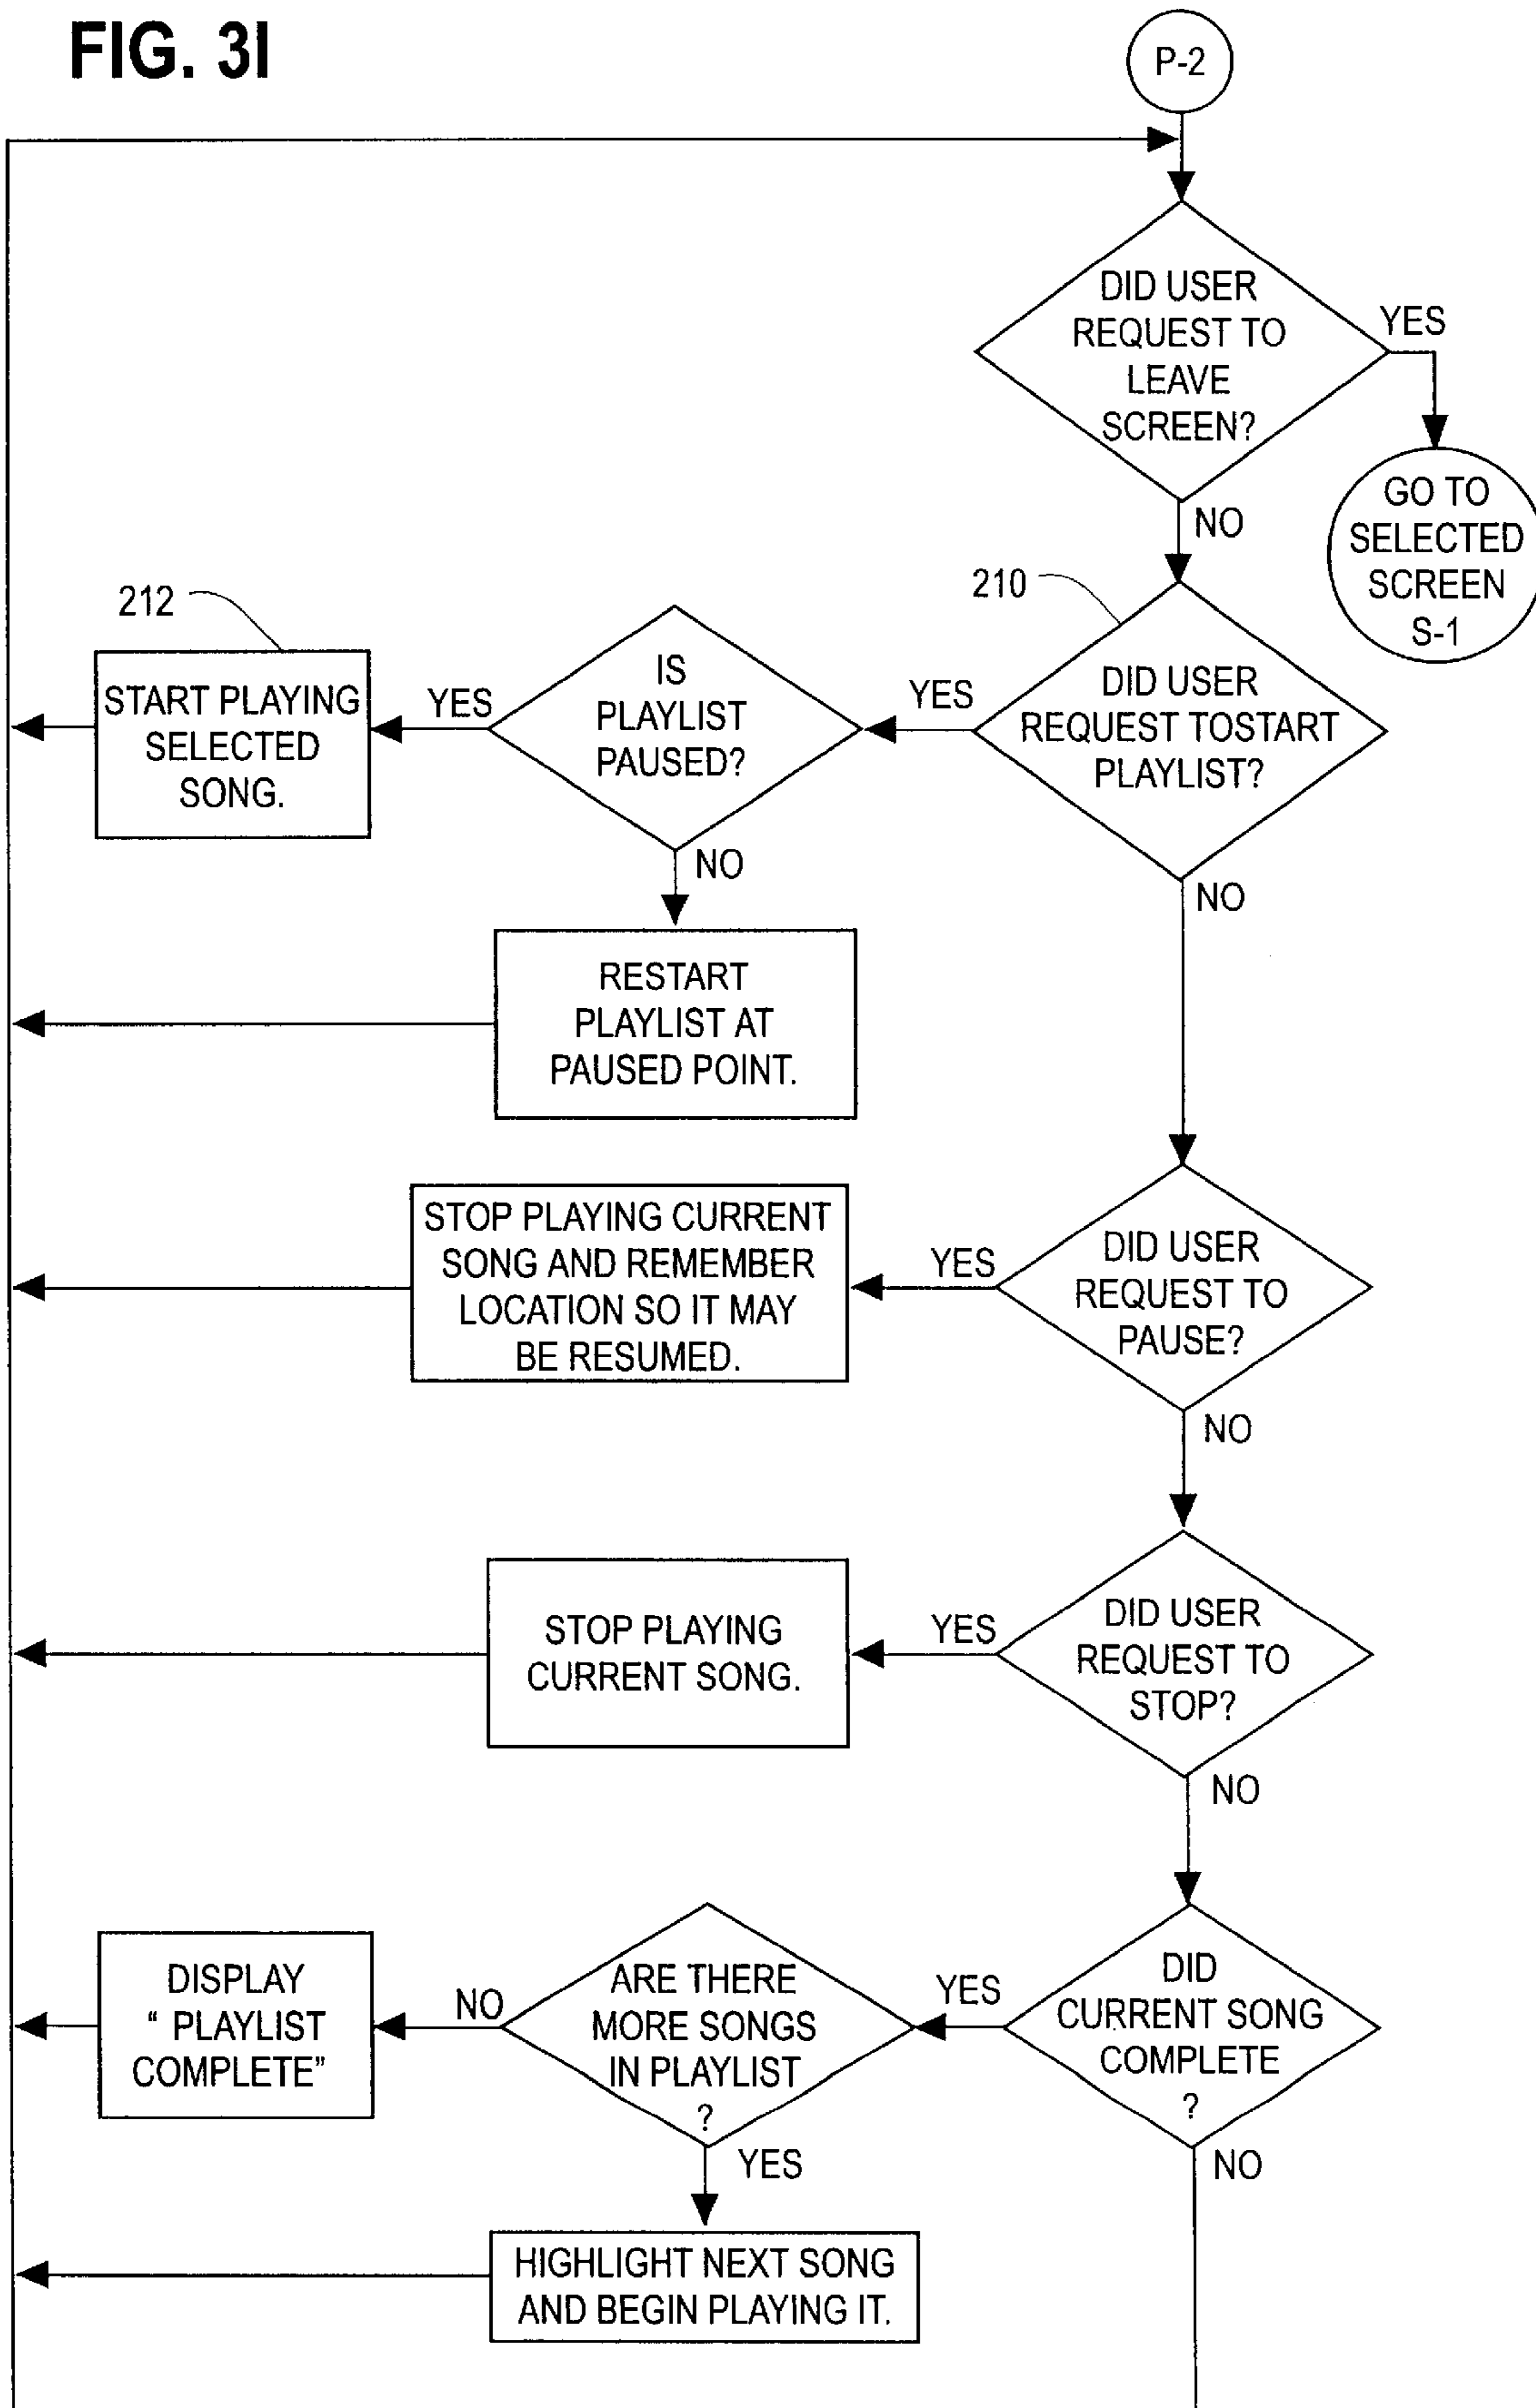 FIG. 3I
P-2
DID USER
REQUEST TO
LEAVE
SCREEN?
YES
GO TO
SELECTED
SCREEN
S-1
NO
210
DID USER
REQUEST TOSTART
PLAYLIST?
YES
IS
PLAYLIST
PAUSED?
YES
212
START PLAYING
SELECTED
SONG.
NO
RESTART
PLAYLIST AT
PAUSED POINT.
NO
DID USER
REQUEST TO
PAUSE?
YES
STOP PLAYING CURRENT
SONG AND REMEMBER
LOCATION SO IT MAY
BE RESUMED.
NO
DID USER
REQUEST TO
STOP?
YES
STOP PLAYING
CURRENT SONG.
NO
DID
CURRENT SONG
COMPLETE
?
YES
ARE THERE
MORE SONGS
IN PLAYLIST
?
NO
DISPLAY
“ PLAYLIST
COMPLETE”
YES
HIGHLIGHT NEXT SONG
AND BEGIN PLAYING IT.
NO